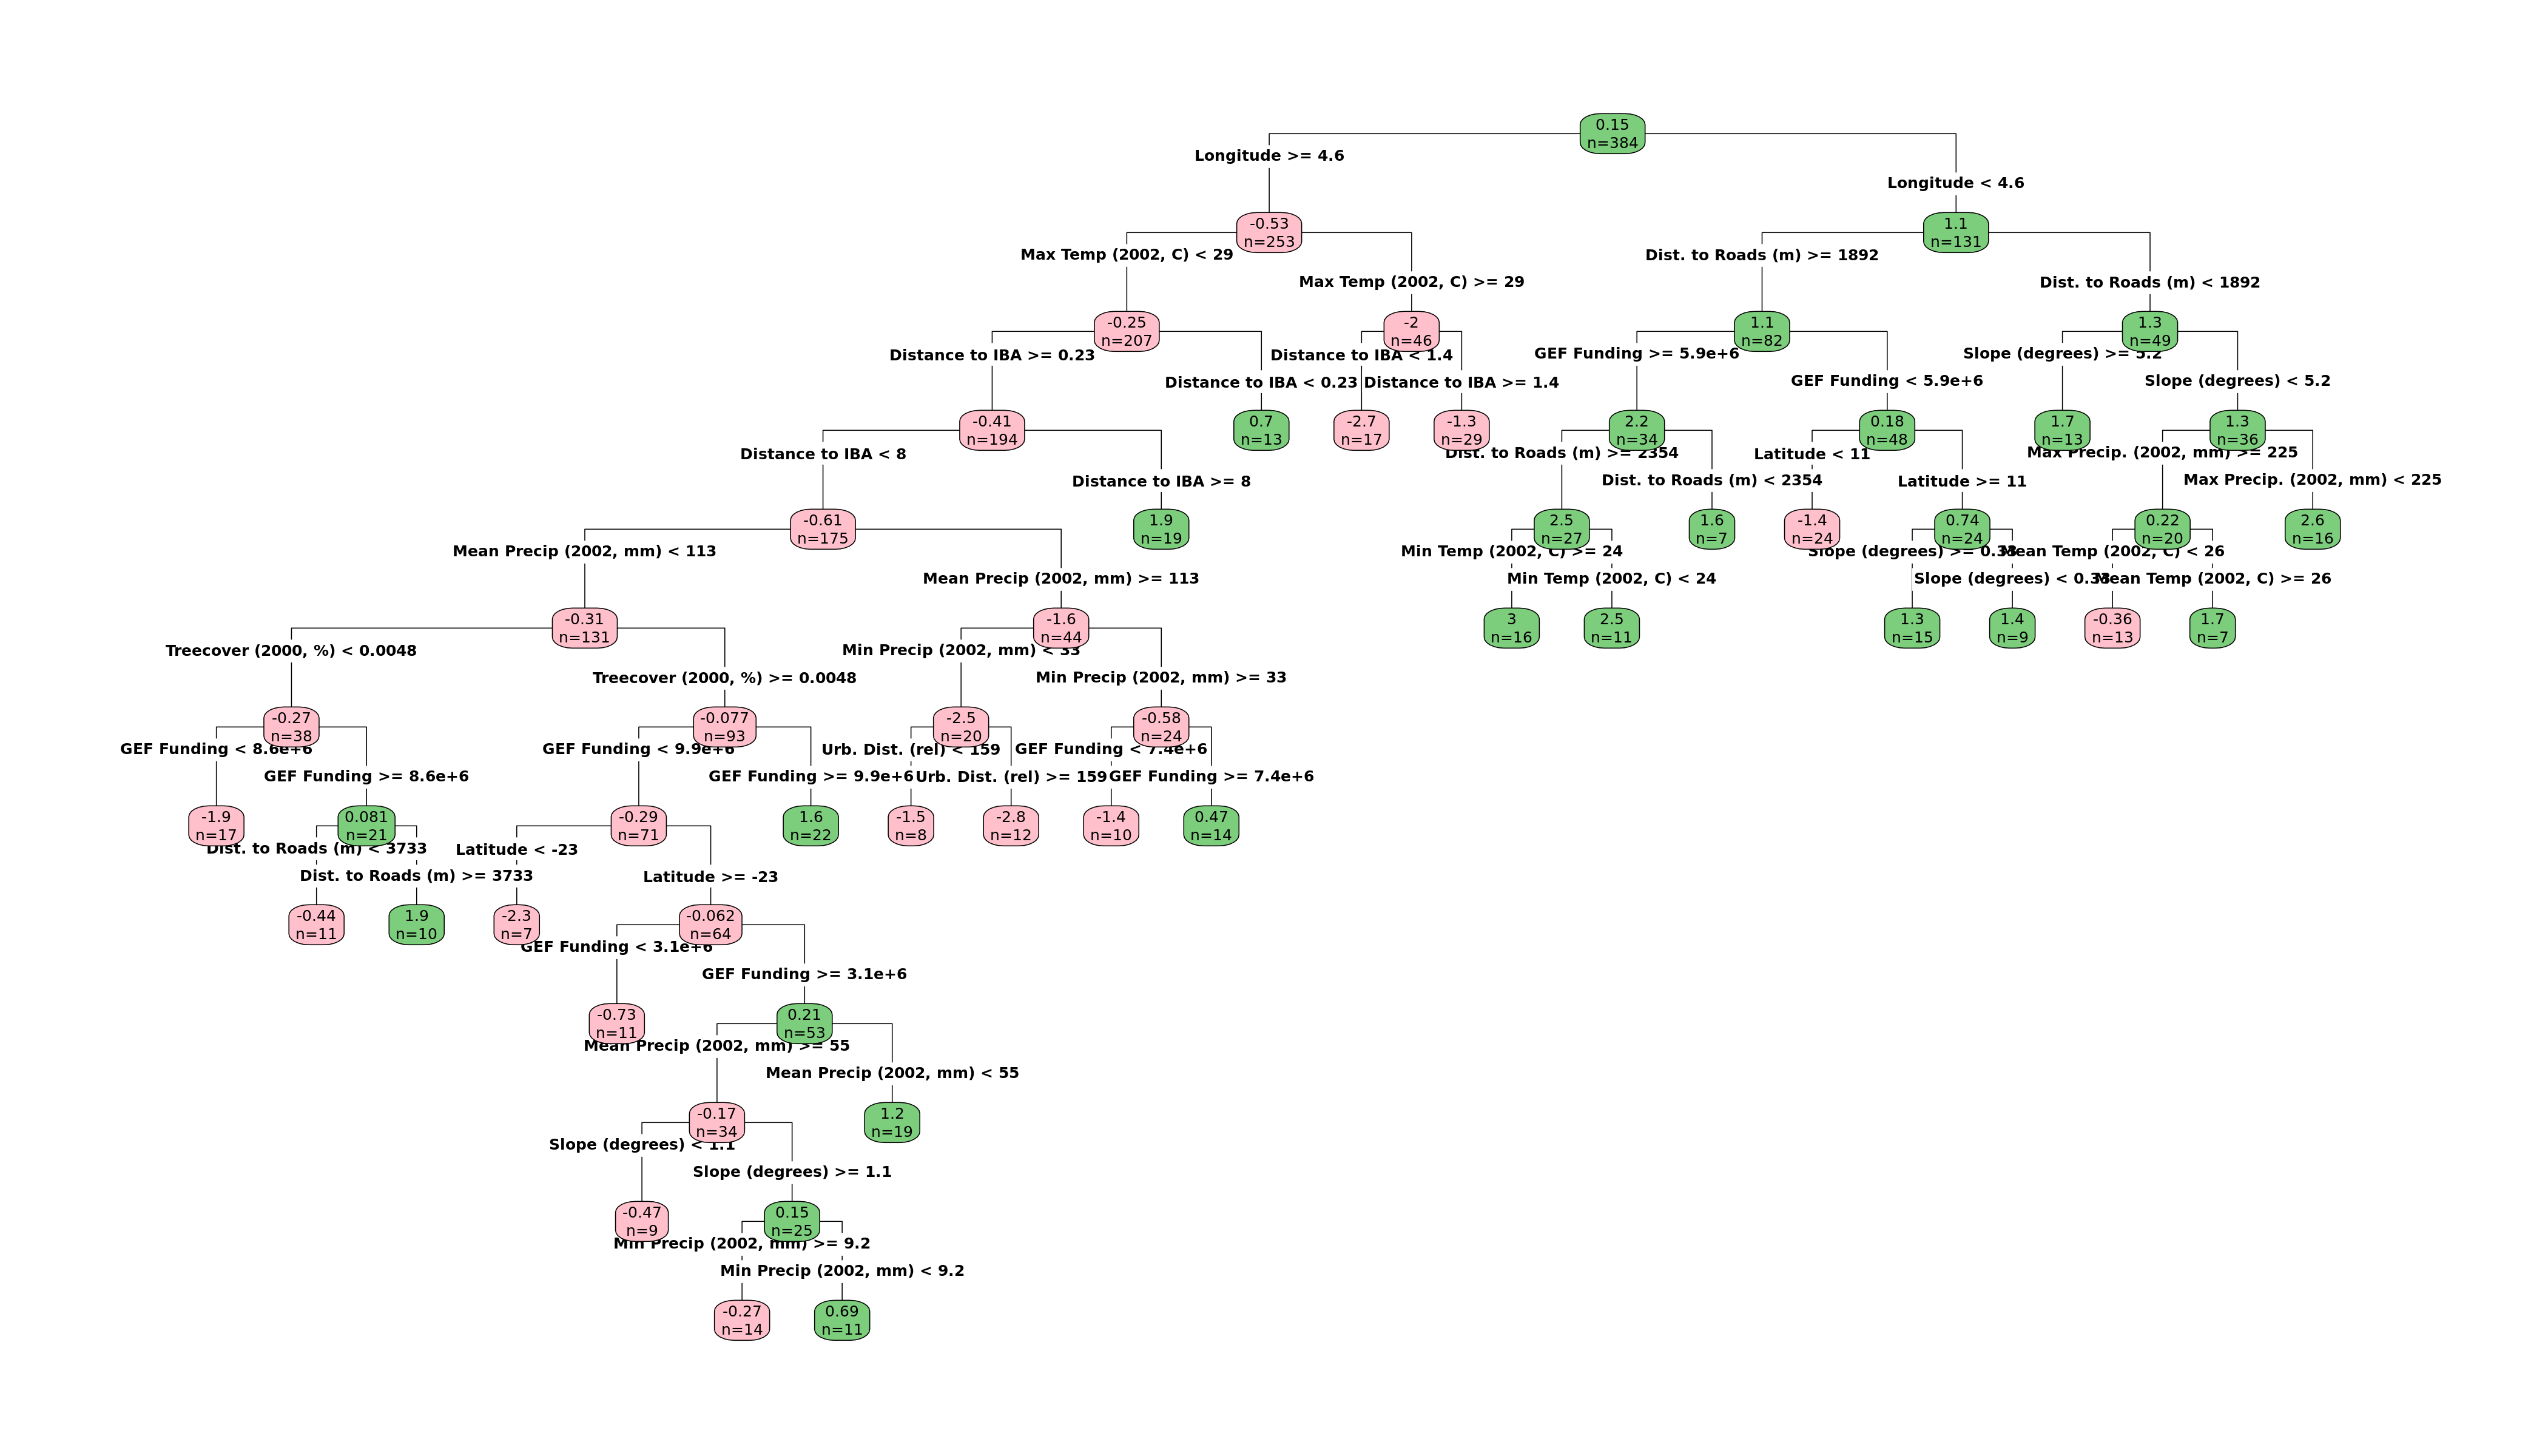 0.15
n=384
Longitude >= 4.6
Longitude < 4.6
-0.53
n=253
1.1
n=131
Max Temp (2002, C) < 29
Dist. to Roads (m) >= 1892
Max Temp (2002, C) >= 29
Dist. to Roads (m) < 1892
-0.25
n=207
-2
n=46
1.1
n=82
1.3
n=49
Distance to IBA >= 0.23
Distance to IBA < 1.4
GEF Funding >= 5.9e+6
Slope (degrees) >= 5.2
Distance to IBA < 0.23
Distance to IBA >= 1.4
GEF Funding < 5.9e+6
Slope (degrees) < 5.2
-0.41
n=194
0.7
n=13
-2.7
n=17
-1.3
n=29
2.2
n=34
0.18
n=48
1.7
n=13
1.3
n=36
Distance to IBA < 8
Dist. to Roads (m) >= 2354
Latitude < 11
Max Precip. (2002, mm) >= 225
Distance to IBA >= 8
Dist. to Roads (m) < 2354
Latitude >= 11
Max Precip. (2002, mm) < 225
-0.61
n=175
1.9
n=19
2.5
n=27
1.6
n=7
-1.4
n=24
0.74
n=24
0.22
n=20
2.6
n=16
Mean Precip (2002, mm) < 113
Min Temp (2002, C) >= 24
Slope (degrees) >= 0.33
Mean Temp (2002, C) < 26
Mean Precip (2002, mm) >= 113
Min Temp (2002, C) < 24
Slope (degrees) < 0.33
Mean Temp (2002, C) >= 26
-0.31
n=131
-1.6
n=44
3
n=16
2.5
n=11
1.3
n=15
1.4
n=9
-0.36
n=13
1.7
n=7
Treecover (2000, %) < 0.0048
Min Precip (2002, mm) < 33
Treecover (2000, %) >= 0.0048
Min Precip (2002, mm) >= 33
-0.27
n=38
-0.077
n=93
-2.5
n=20
-0.58
n=24
GEF Funding < 8.6e+6
GEF Funding < 9.9e+6
Urb. Dist. (rel) < 159
GEF Funding < 7.4e+6
GEF Funding >= 8.6e+6
GEF Funding >= 9.9e+6
Urb. Dist. (rel) >= 159
GEF Funding >= 7.4e+6
-1.9
n=17
0.081
n=21
-0.29
n=71
1.6
n=22
-1.5
n=8
-2.8
n=12
-1.4
n=10
0.47
n=14
Dist. to Roads (m) < 3733
Latitude < -23
Dist. to Roads (m) >= 3733
Latitude >= -23
-0.44
n=11
1.9
n=10
-2.3
n=7
-0.062
n=64
GEF Funding < 3.1e+6
GEF Funding >= 3.1e+6
-0.73
n=11
0.21
n=53
Mean Precip (2002, mm) >= 55
Mean Precip (2002, mm) < 55
-0.17
n=34
1.2
n=19
Slope (degrees) < 1.1
Slope (degrees) >= 1.1
-0.47
n=9
0.15
n=25
Min Precip (2002, mm) >= 9.2
Min Precip (2002, mm) < 9.2
-0.27
n=14
0.69
n=11